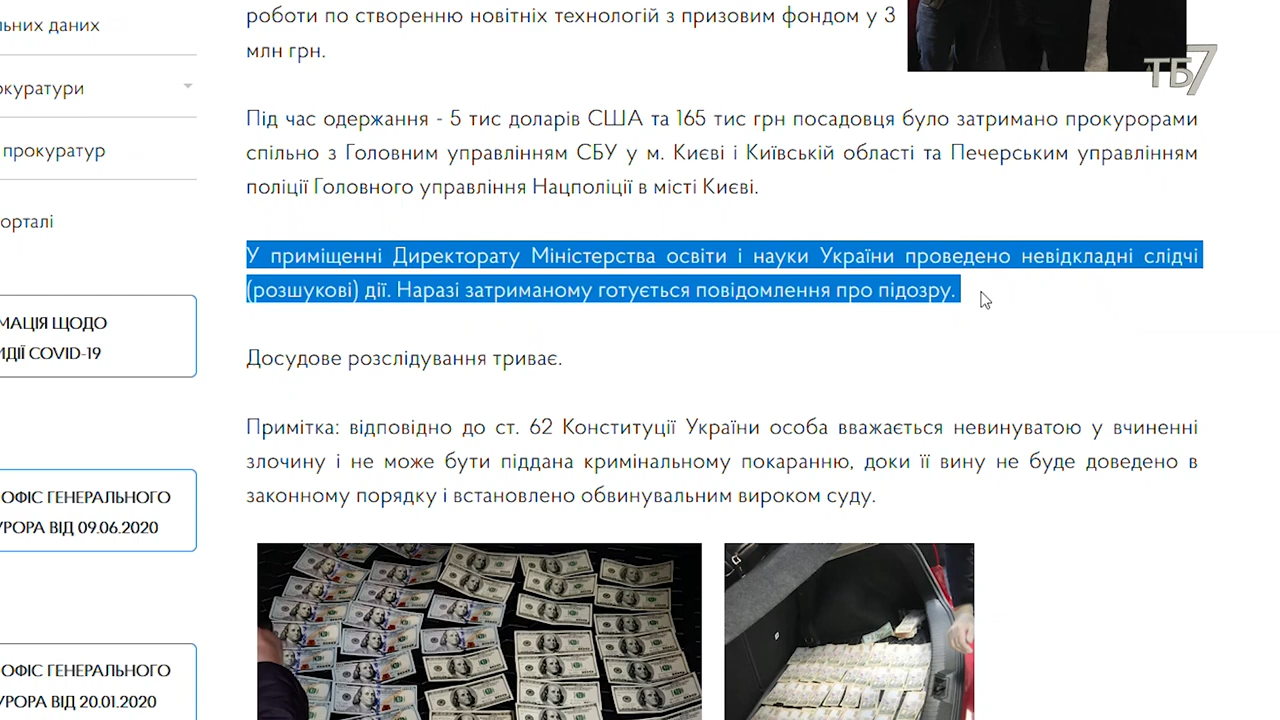 льних даних
окуратури
прокуратур
орталі
МАЦІЯ ЩОДО
ИДІЇ COVID-19
ОФІС ГЕНЕРАЛЬНОГО
УРОРА ВІД 09.06.2020
ОФІС ГЕНЕРАЛЬНОГО
УРОРА ВІД 20.01.2020
роботи по створенню новітніх технологій з призовим фондом у 3
млн грн.
ТБ7
Під час одержання - 5 тис доларів США та 165 тис грн посадовця було затримано прокурорами
спільно з Головним управлінням СБУ у м. Києві і Київській області та Печерським управлінням
поліції Головного управління Нацполіції в місті Києві.
У приміщенні Директорату Міністерства освіти і науки України проведено невідкладні слідчі
(розшукові) дії. Наразі затриманому готується повідомлення про підозру.
Досудове розслідування триває.
Примітка: відповідно до ст. 62 Конституції України особа вважається невинуватою у вчиненні
злочину і не може бути піддана кримінальному покаранню, доки її вину не буде доведено в
законному порядку і встановлено обвинувальним вироком суду.